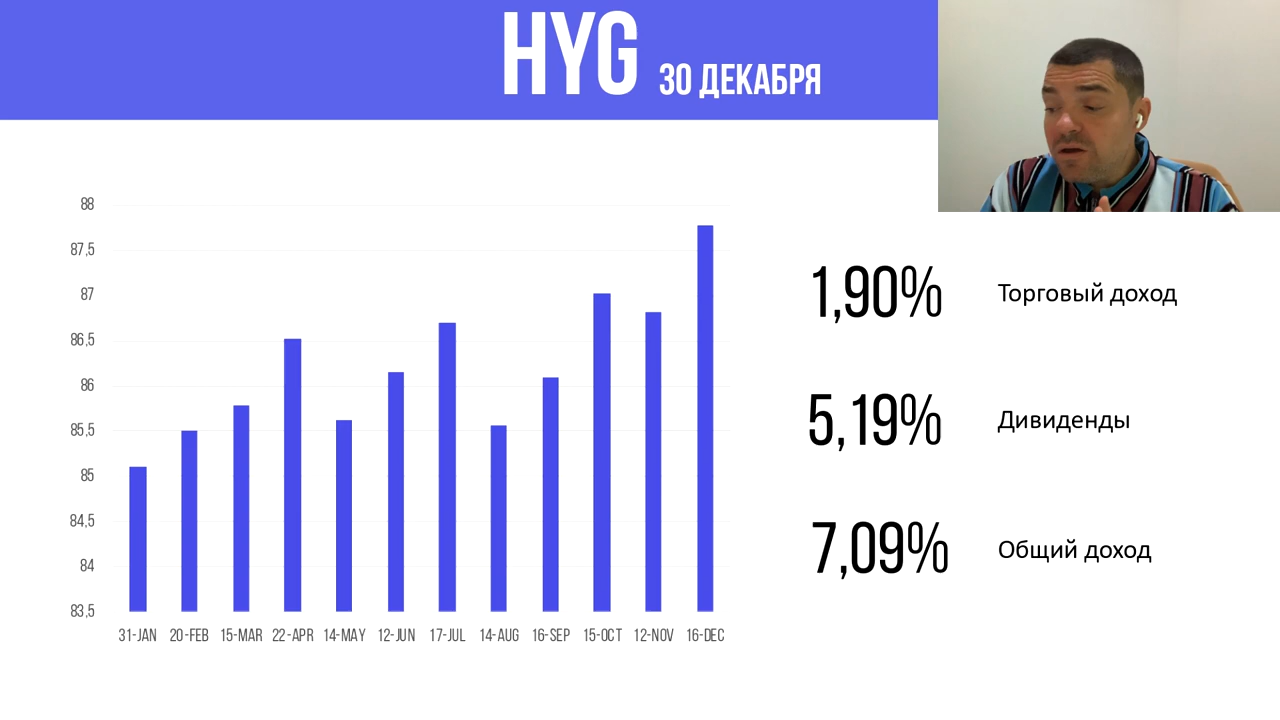 HYG 30 ДЕКАБРЯ
88
87,5
87
86,5
86
85,5
85
84,5
84
83,5
31-JAN 20-FEB 15-MAR 22-APR 14-MAY 12-JUN 17-JUL 14-AUG 16-SEP 15-OCT 12-NOV 16-DEC
1,90% Торговый доход
5,19% Дивиденды
7,09% Общий доход